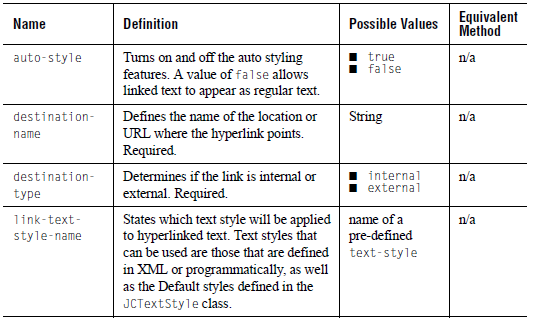 Name Definition Possible Values Equivalent Method
auto-style Turns on and off the auto styling ■ true n/a
features. A value of false allows ■ false
linked text to appear as regular text.
destination- Defines the name of the location or String n/a
name URL where the hyperlink points.
Required.
destination- Determines if the link is internal or ■ internal n/a
type external. Required. ■ external
link-text- States which text style will be applied name of a n/a
style-name to hyperlinked text. Text styles that pre-defined
can be used are those that are defined text-style
in XML or programmatically, as well
as the Default styles defined in the
JCTextStyle class.